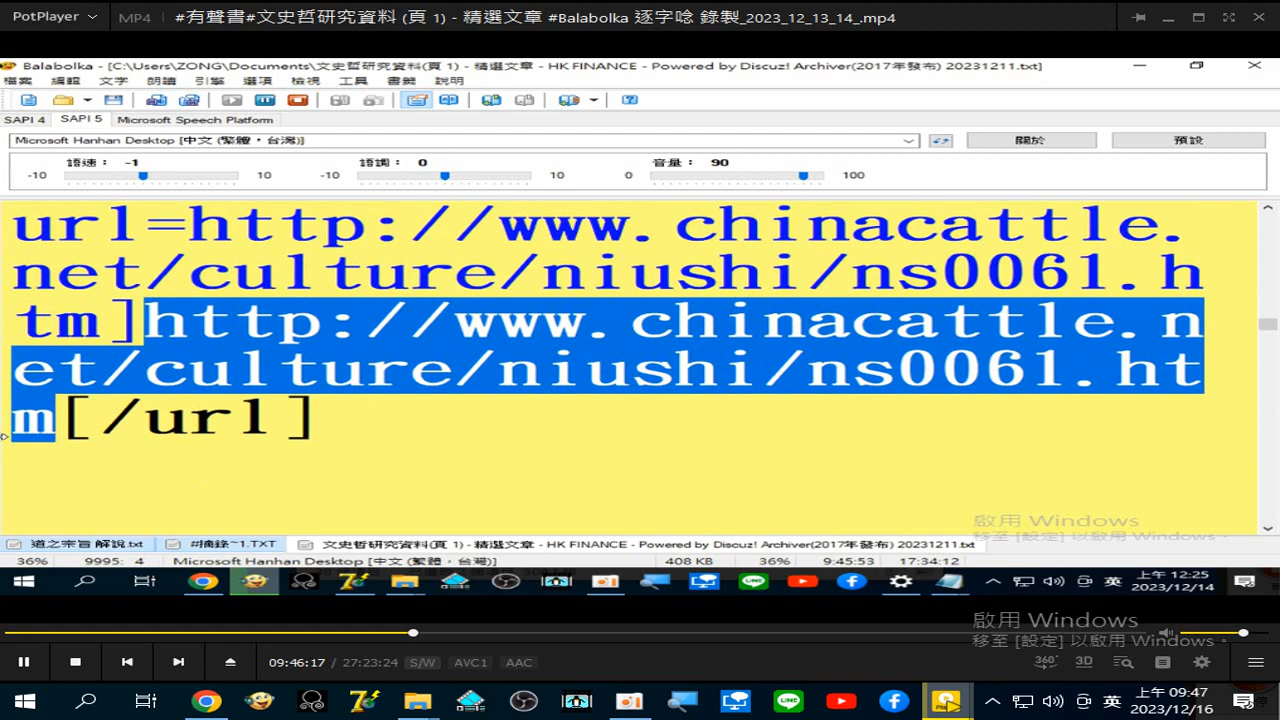 PotPlayer MP4 #有聲書#文史哲研究資料 (頁 1) - 精選文章 #Balabolka 逐字唸 錄製_2023_12_13_14_.mp4
Balabolka - [C:\Users\ZONG\Documents\文史哲研究資料(頁 1) - 精選文章 - HK FINANCE - Powered by Discuz! Archiver(2017年發布) 20231211.txt]
檔案 編輯 文字 朗讀 引擎 選項 檢視 工具 書籤 說明
SAPI 4 SAPI 5 Microsoft Speech Platform
Microsoft Hanhan Desktop [中文 (繁體，台灣)] 關於 預設
語速： -1 語調： 0 音量： 90
-10 10 -10 10 0 100
url=http://www.chinacattle.
net/culture/niushi/ns0061.h
tm]http://www.chinacattle.n
et/culture/niushi/ns0061.ht
m[/url]
啟用 Windows
移至 [設定] 以啟用 Windows。
道之宗旨 解說.txt #摘錄~1.TXT 文史哲研究資料(頁 1) - 精選文章 - HK FINANCE - Powered by Discuz! Archiver(2017年發布) 20231211.txt
36% 9995: 4 Microsoft Hanhan Desktop [中文 (繁體，台灣)] 408 KB 36% 9:45:53 17:34:12
英 上午 12:25
2023/12/14
啟用 Windows
移至 [設定] 以啟用 Windows。
09:46:17 / 27:23:24 S/W AVC1 AAC 360° 3D
英 上午 09:47
2023/12/16